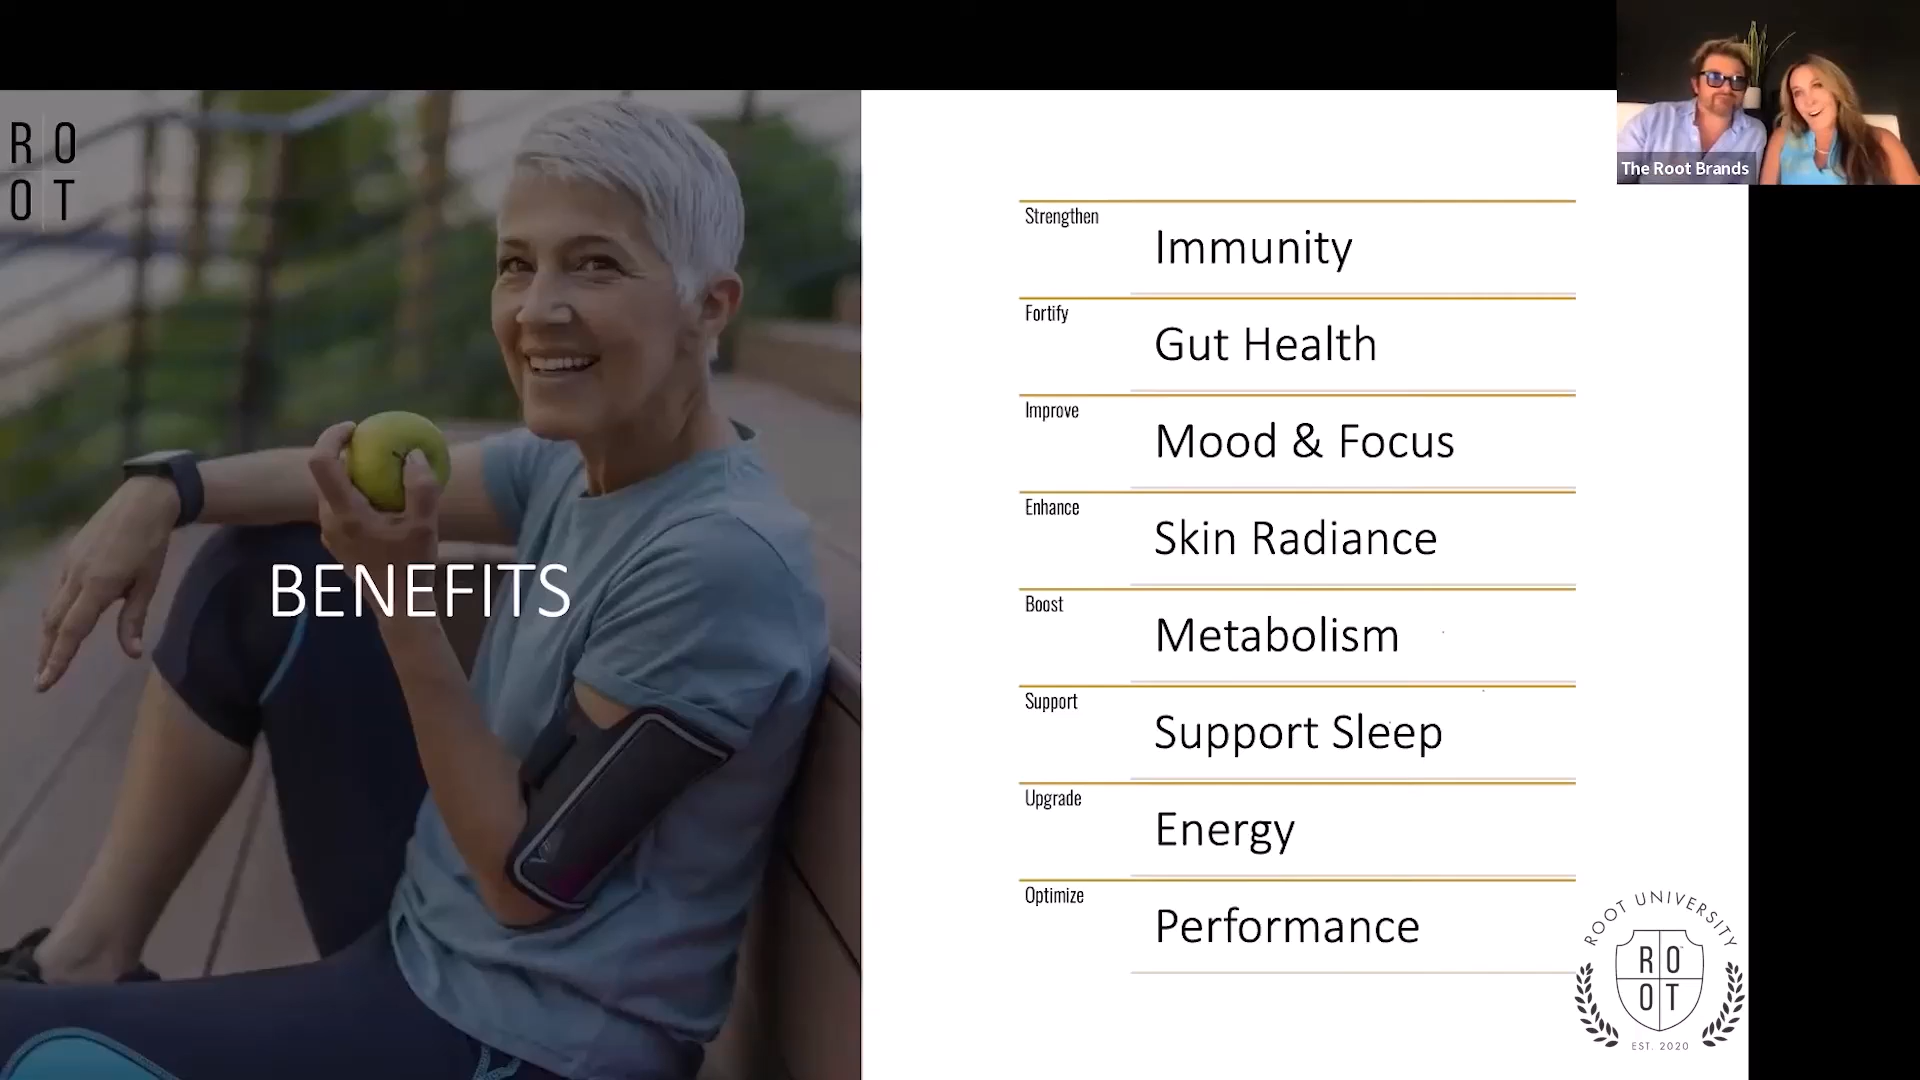 R O
O T
BENEFITS
The Root Brands
Strengthen
Immunity
Fortify
Gut Health
Improve
Mood & Focus
Enhance
Skin Radiance
Boost
Metabolism
Support
Support Sleep
Upgrade
Energy
Optimize
Performance
ROOT UNIVERSITY
R O
O T
EST. 2020